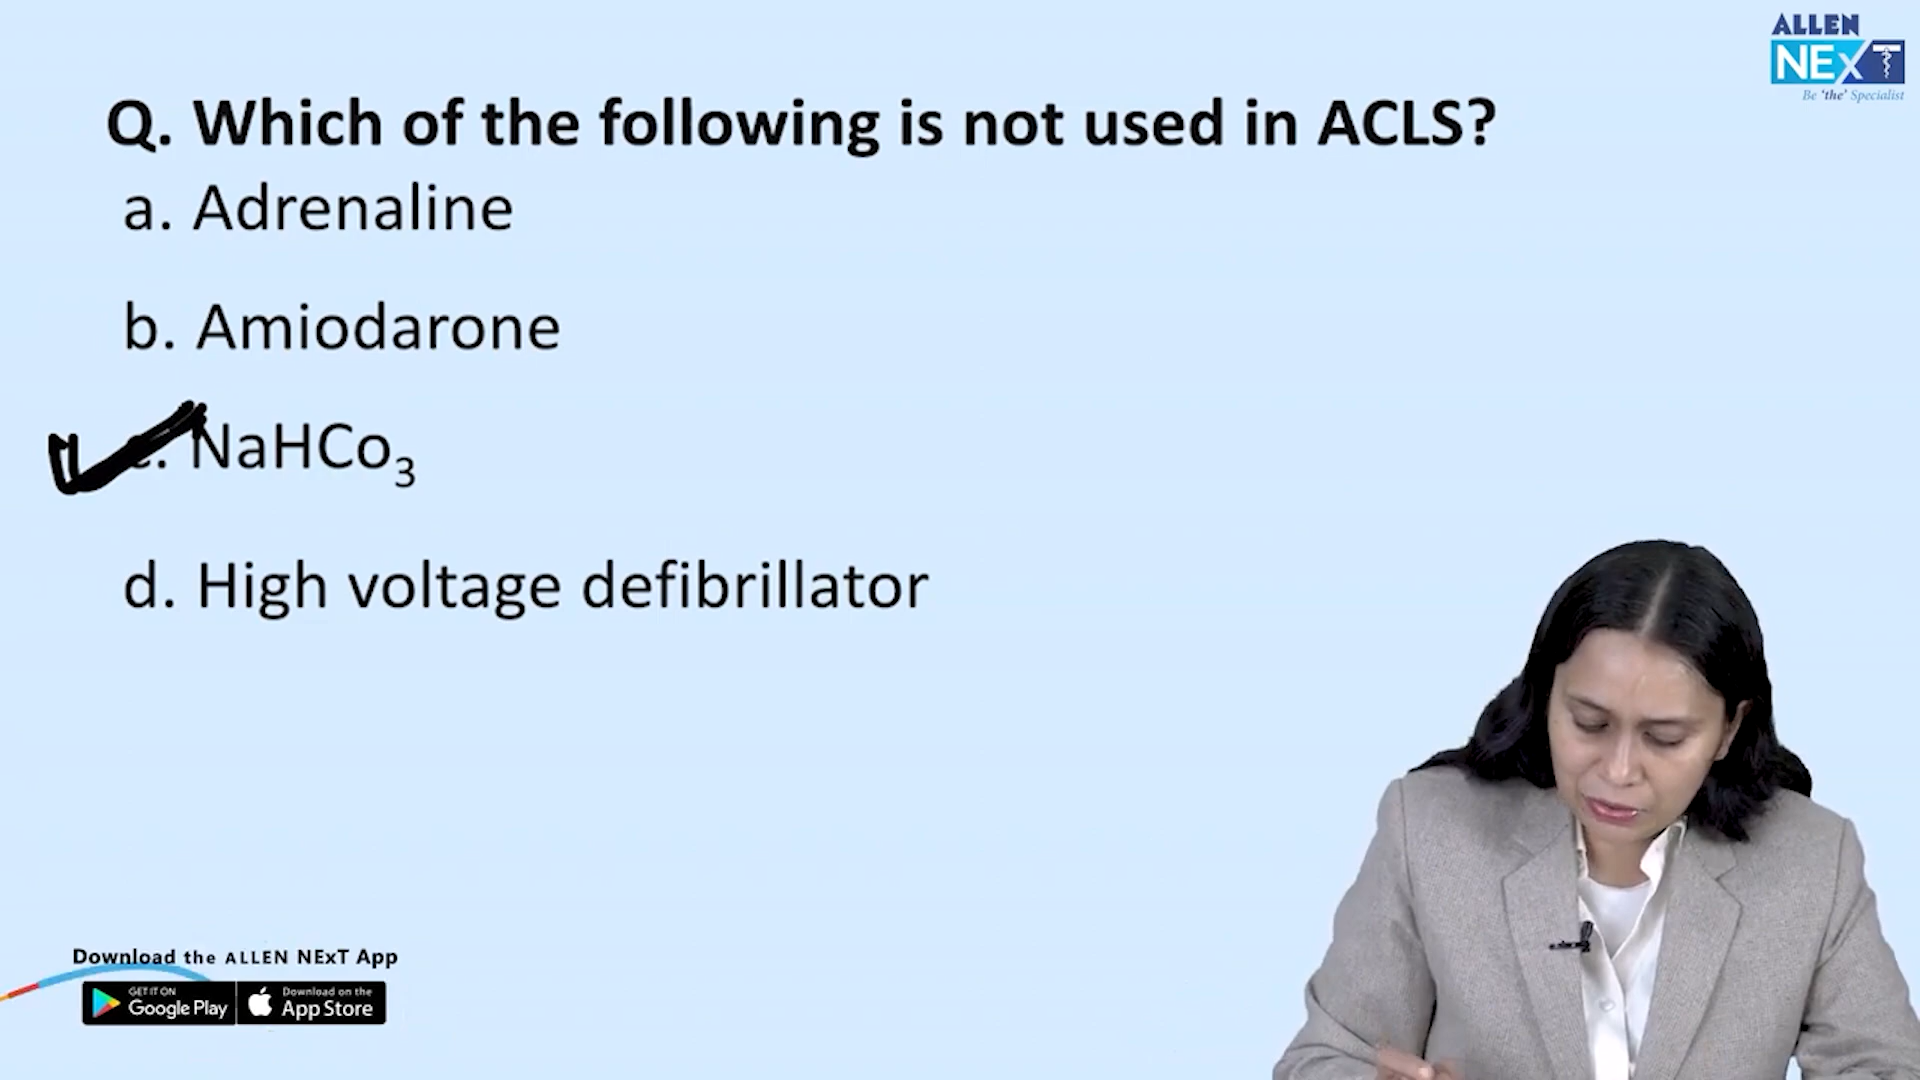 ALLEN
NExT
Be 'the' Specialist
Q. Which of the following is not used in ACLS?
a. Adrenaline
b. Amiodarone
c. NaHCo₃
d. High voltage defibrillator
Download the ALLEN NExT App
GET IT ON
Google Play
Download on the
App Store